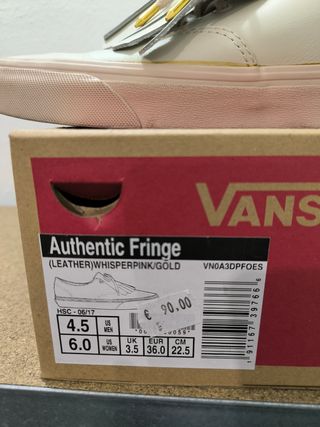 VANS
Authentic Fringe
(LEATHER)WHISPERPINK/GOLD VN0A3DPFOES
HSC - 06/17
€ 90.00
4.5 US MEN
6.0 US WOMEN UK 3.5 EUR 36.0 CM 22.5